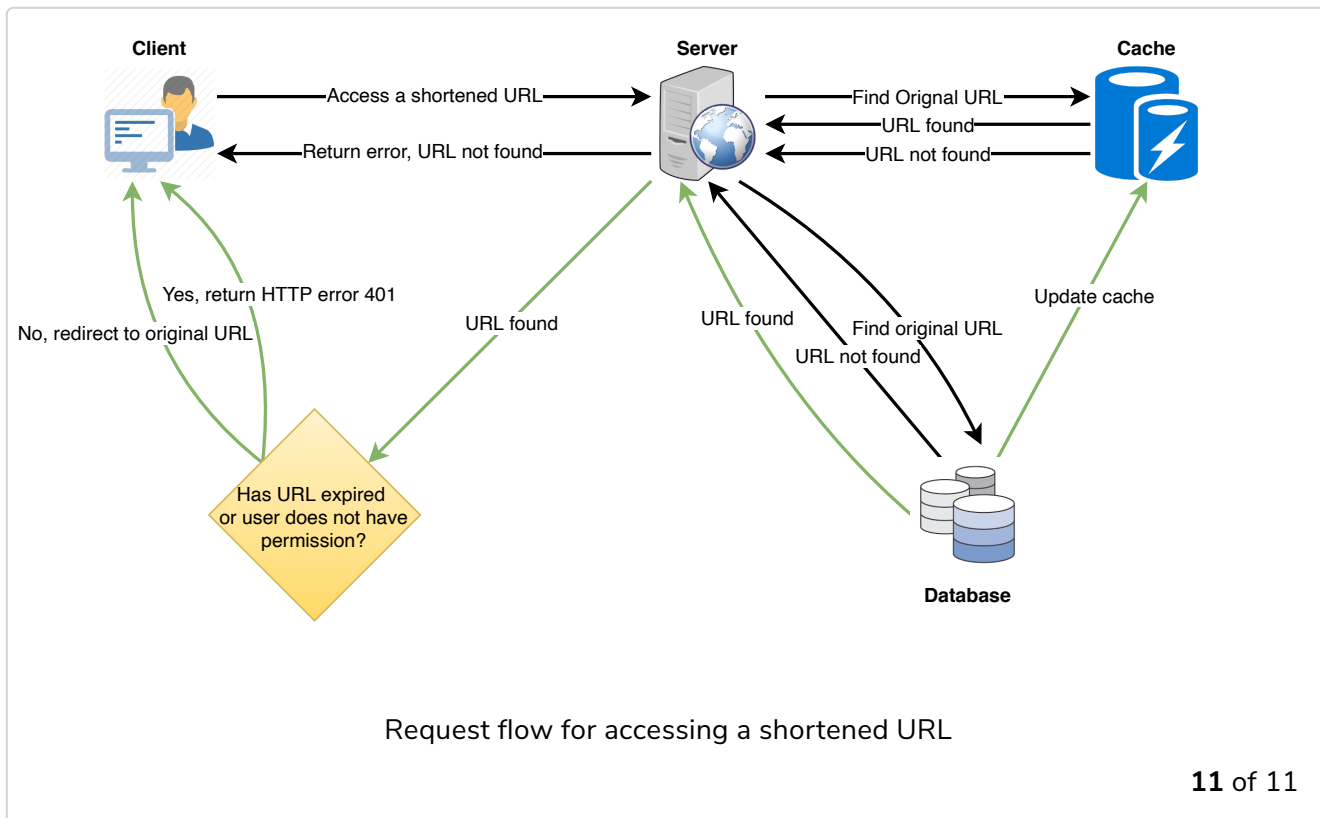 Client
Server
Cache
Access a shortened URL
Find Orignal URL
URL found
Return error, URL not found
URL not found
Yes, return HTTP error 401
Update cache
No, redirect to original URL
URL found
URL found
Find original URL
URL not found
Has URL expired
or user does not have
permission?
Database
Request flow for accessing a shortened URL
11 of 11